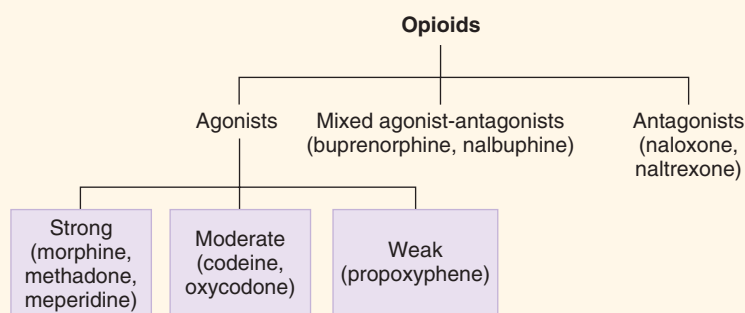 Opioids
Agonists
Mixed agonist-antagonists
(buprenorphine, nalbuphine)
Antagonists
(naloxone,
naltrexone)
Strong
(morphine,
methadone,
meperidine)
Moderate
(codeine,
oxycodone)
Weak
(propoxyphene)